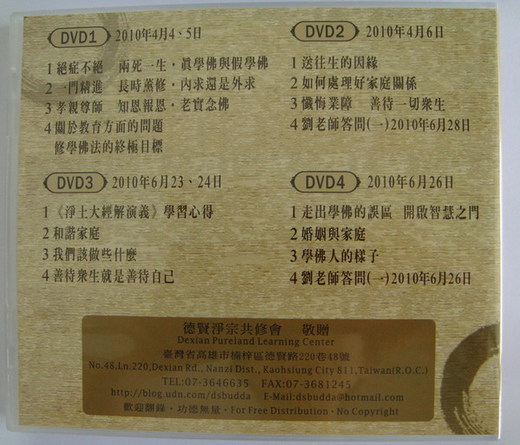 DVD1 2010年4月4、5日
1 絕症不絕 兩死一生·眞學佛與假學佛
2 一門精進 長時薰修·內求還是外求
3 孝親尊師 知恩報恩·老實念佛
4 關於教育方面的問題
修學佛法的終極目標
DVD2 2010年4月6日
1 送往生的因緣
2 如何處理好家庭關係
3 懺悔業障 善待一切衆生
4 劉老師答問(一)2010年6月28日
DVD3 2010年6月23、24日
1 《淨土大經解演義》學習心得
2 和諧家庭
3 我們該做些什麼
4 善待衆生就是善待自己
DVD4 2010年6月26日
1 走出學佛的誤區 開啟智慧之門
2 婚姻與家庭
3 學佛人的樣子
4 劉老師答問(一)2010年6月26日
德賢淨宗共修會 敬贈
Dexian Pureland Learning Center
臺灣省高雄市楠梓區德賢路220巷48號
No.48,Ln.220,Dexian Rd., Nanzi Dist., Kaohsiung City 811,Taiwan(R.O.C.)
TEL:07-3646635 FAX:07-3681245
http://blog.udn.com/dsbudda E-Mail:dsbudda@hotmail.com
歡迎翻錄·功德無量·For Free Distribution·No Copyright